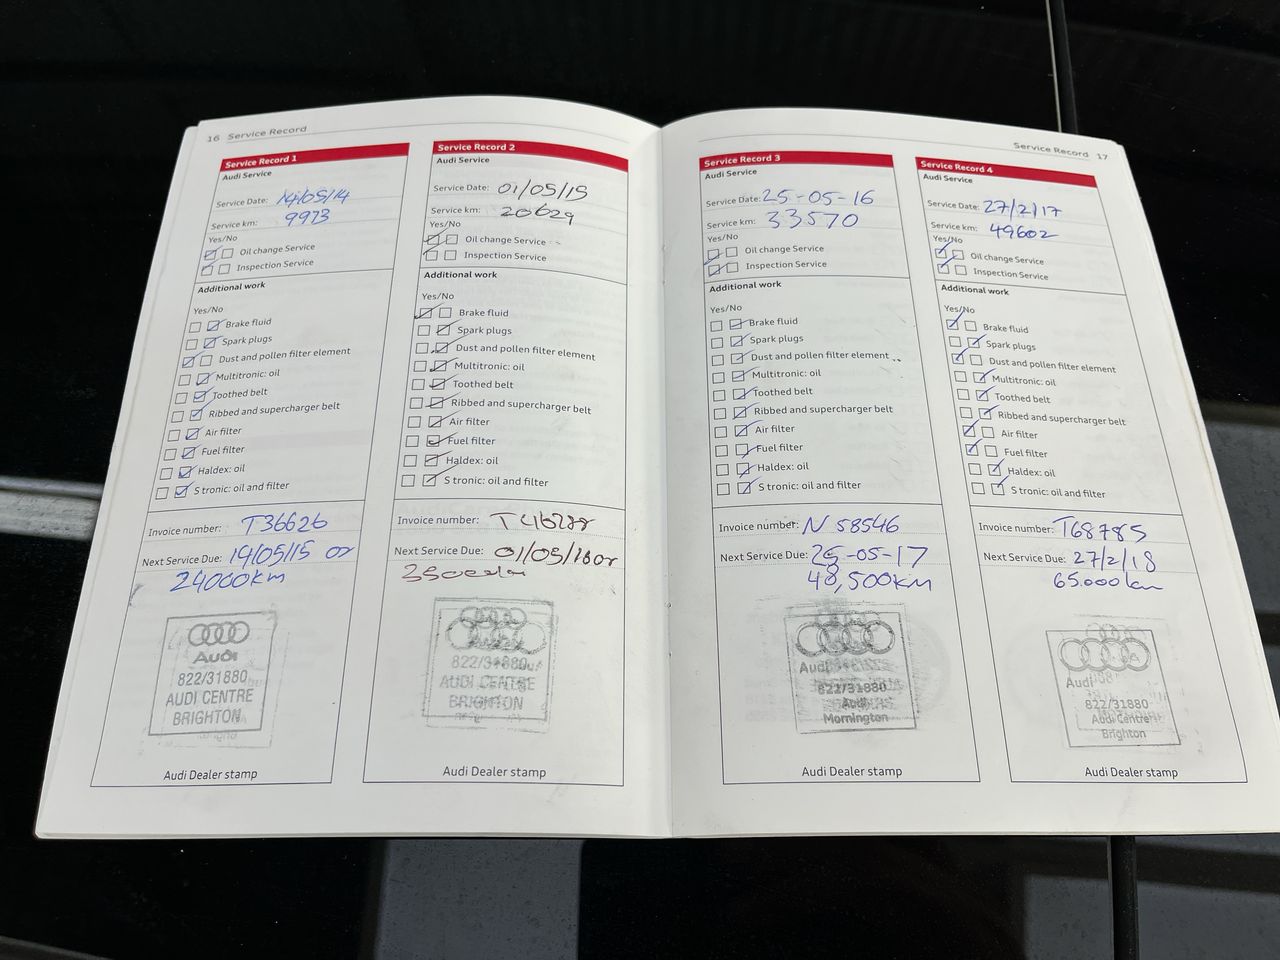 16 Service Record
Service Record 1
Audi Service
Service Date: 14/05/14
Service km: 9973
Yes/No
Oil change Service
Inspection Service
Additional work
Yes/No
Brake fluid
Spark plugs
Dust and pollen filter element
Multitronic: oil
Toothed belt
Ribbed and supercharger belt
Air filter
Fuel filter
Haldex: oil
S tronic: oil and filter
Invoice number: T36626
Next Service Due: 14/05/15 or
24000km
Audi
822/31880
AUDI CENTRE
BRIGHTON
Audi Dealer stamp
Service Record 2
Audi Service
Service Date: 01/05/15
Service km: 20629
Yes/No
Oil change Service
Inspection Service
Additional work
Yes/No
Brake fluid
Spark plugs
Dust and pollen filter element
Multitronic: oil
Toothed belt
Ribbed and supercharger belt
Air filter
Fuel filter
Haldex: oil
S tronic: oil and filter
Invoice number:
Next Service Due: 01/05/16 or
35000km
822/31880
AUDI CENTRE
BRIGHTON
Audi Dealer stamp
Service Record 17
Service Record 3
Audi Service
Service Date: 25-05-16
Service km: 33570
Yes/No
Oil change Service
Inspection Service
Additional work
Yes/No
Brake fluid
Spark plugs
Dust and pollen filter element
Multitronic: oil
Toothed belt
Ribbed and supercharger belt
Air filter
Fuel filter
Haldex: oil
S tronic: oil and filter
Invoice number: N 58546
Next Service Due: 25-05-17
48,500KM
Audi
822/31880
Audi
Mornington
Audi Dealer stamp
Service Record 4
Audi Service
Service Date: 27/2/17
Service km: 49602
Yes/No
Oil change Service
Inspection Service
Additional work
Yes/No
Brake fluid
Spark plugs
Dust and pollen filter element
Multitronic: oil
Toothed belt
Ribbed and supercharger belt
Air filter
Fuel filter
Haldex: oil
S tronic: oil and filter
Invoice number: T68785
Next Service Due: 27/2/18
65.000km
Audi
822/31880
Audi Centre
Brighton
Audi Dealer stamp